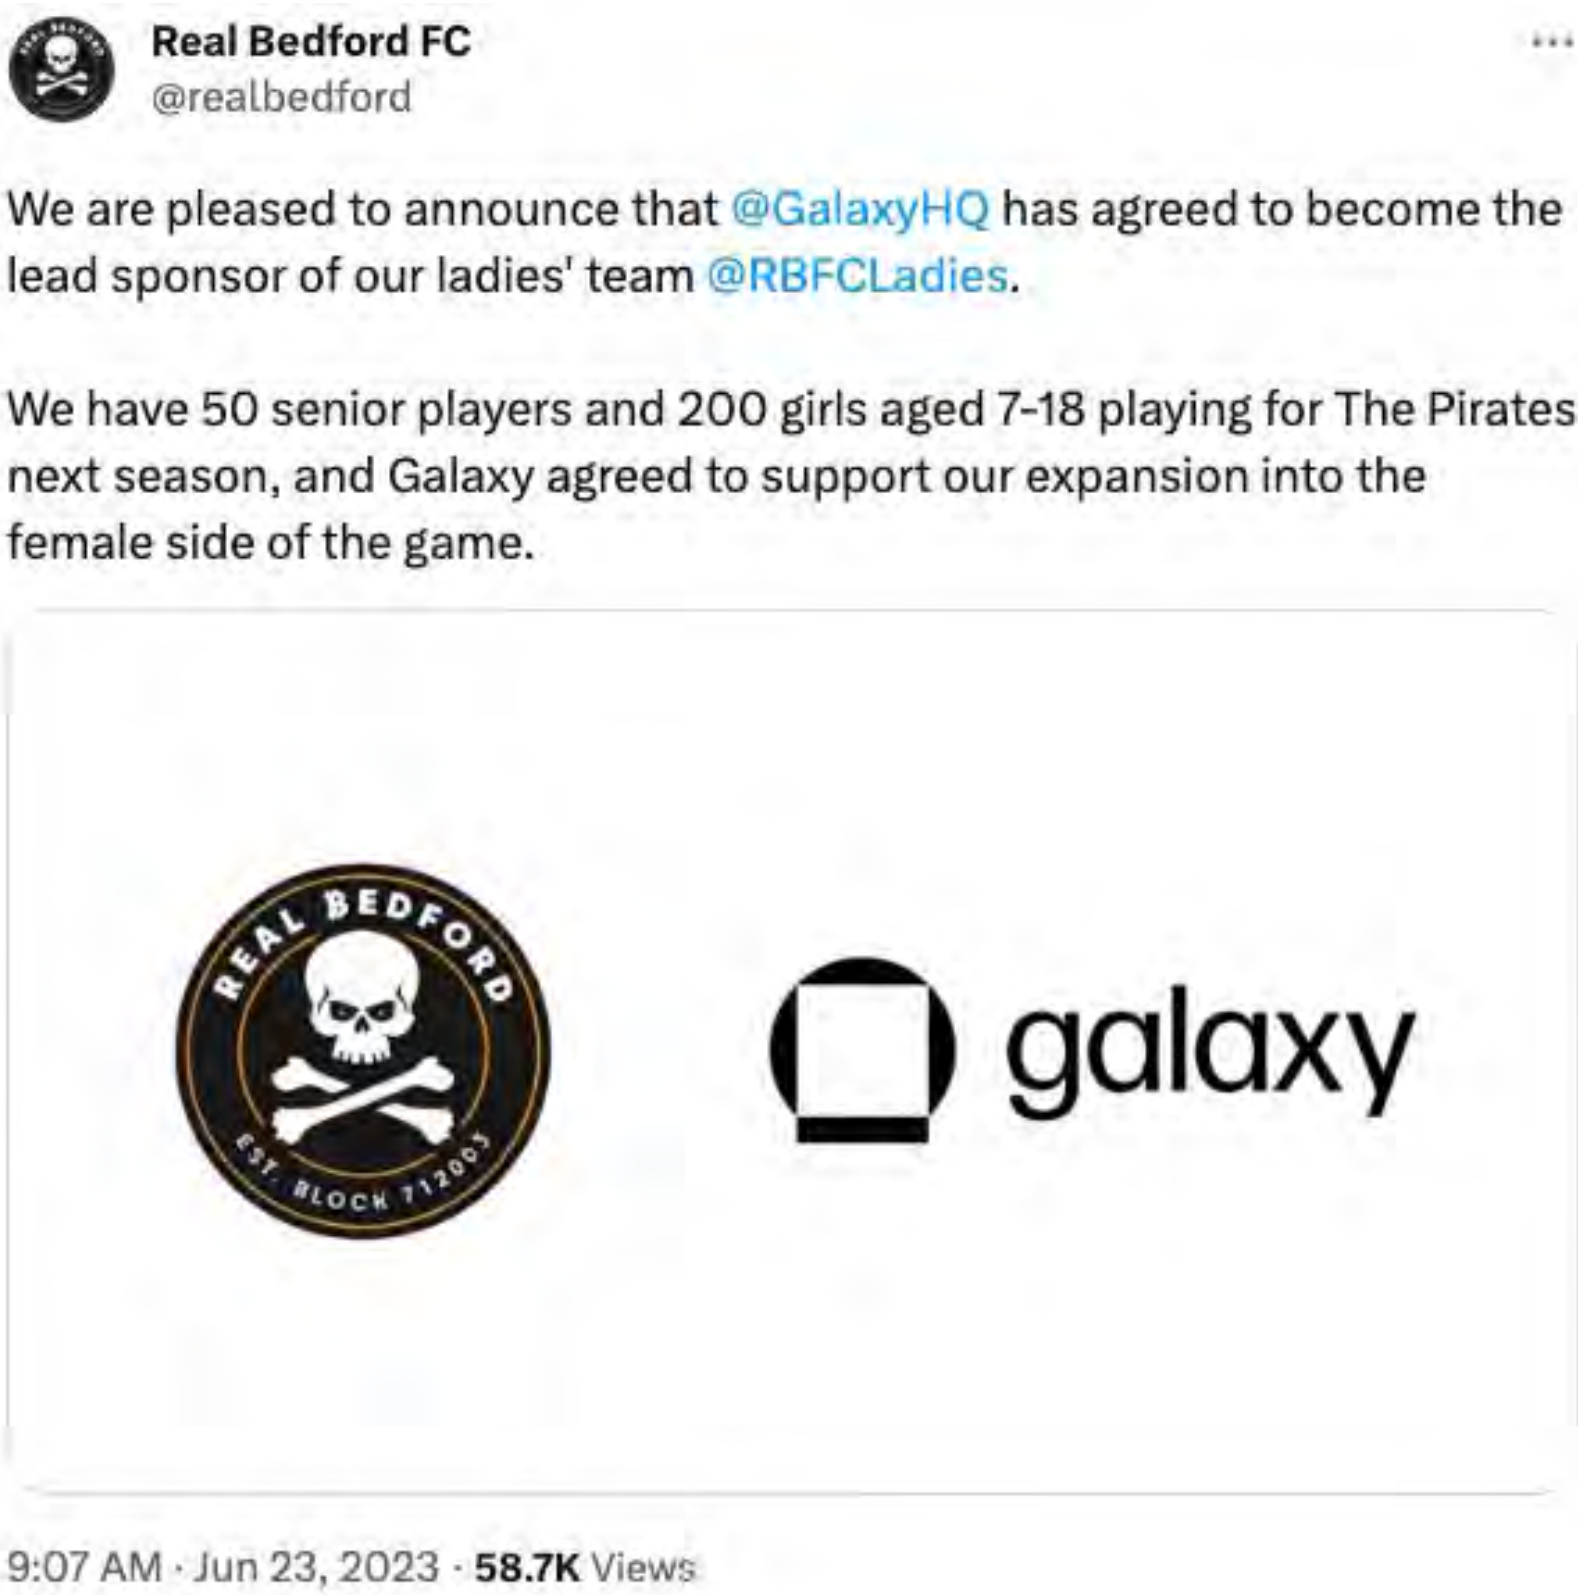 Real Bedford FC
@realbedford
We are pleased to announce that @GalaxyHQ has agreed to become the
lead sponsor of our ladies' team @RBFCLadies.
We have 50 senior players and 200 girls aged 7-18 playing for The Pirates
next season, and Galaxy agreed to support our expansion into the
female side of the game.
REAL BEDFORD
EST. BLOCK 712003
galaxy
9:07 AM · Jun 23, 2023 · 58.7K Views